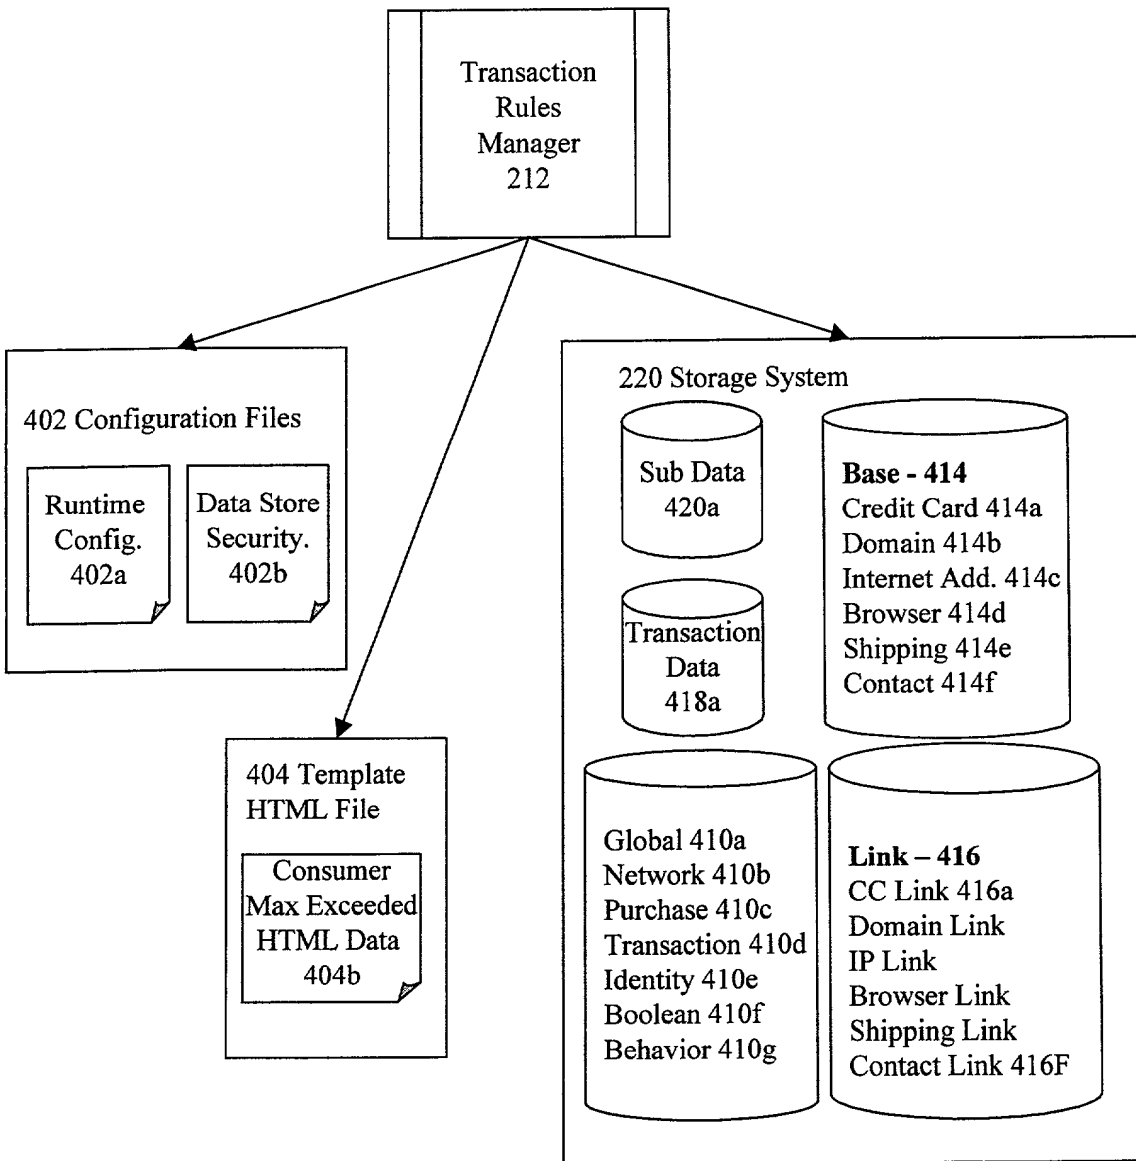 Transaction
Rules
Manager
212
402 Configuration Files
Runtime
Config.
402a
Data Store
Security.
402b
404 Template
HTML File
Consumer
Max Exceeded
HTML Data
404b
220 Storage System
Sub Data
420a
Base - 414
Credit Card 414a
Domain 414b
Internet Add. 414c
Browser 414d
Shipping 414e
Contact 414f
Transaction
Data
418a
Global 410a
Network 410b
Purchase 410c
Transaction 410d
Identity 410e
Boolean 410f
Behavior 410g
Link – 416
CC Link 416a
Domain Link
IP Link
Browser Link
Shipping Link
Contact Link 416F